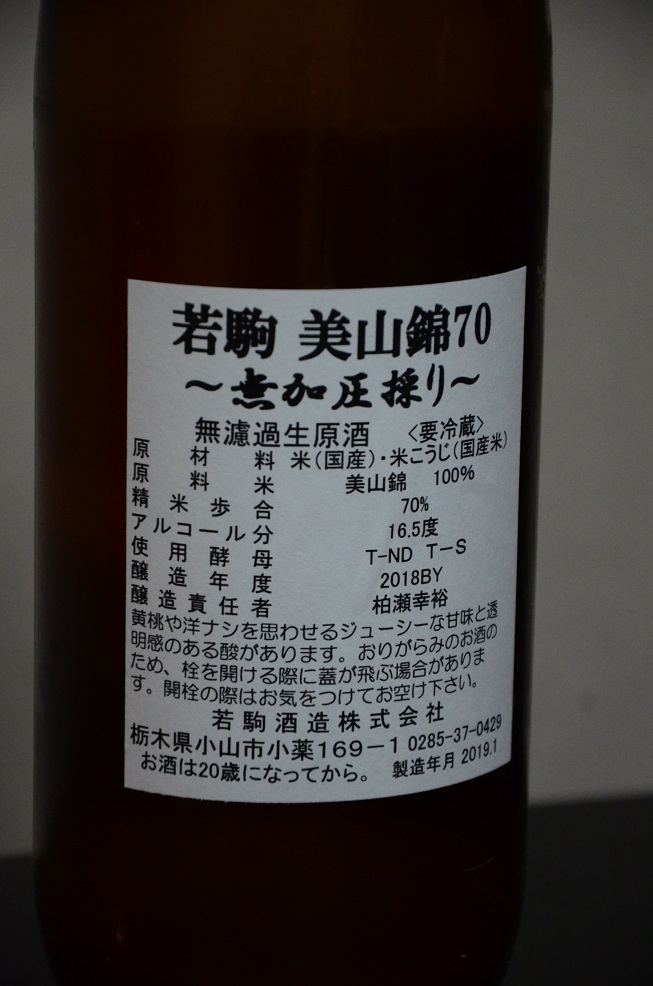 若駒 美山錦70
～無加圧採り～
無濾過生原酒 〈要冷蔵〉
原材料 米(国産)・米こうじ(国産米)
原料米 美山錦 100%
精米歩合 70%
アルコール分 16.5度
使用酵母 T-ND T-S
醸造年度 2018BY
醸造責任者 柏瀬幸裕
黄桃や洋ナシを思わせるジューシーな甘味と透
明感のある酸があります。おりがらみのお酒の
ため、栓を開ける際に蓋が飛ぶ場合がありま
す。開栓の際はお気をつけてお空け下さい。
若駒酒造株式会社
栃木県小山市小薬169－1 0285-37-0429
お酒は20歳になってから。 製造年月 2019.1